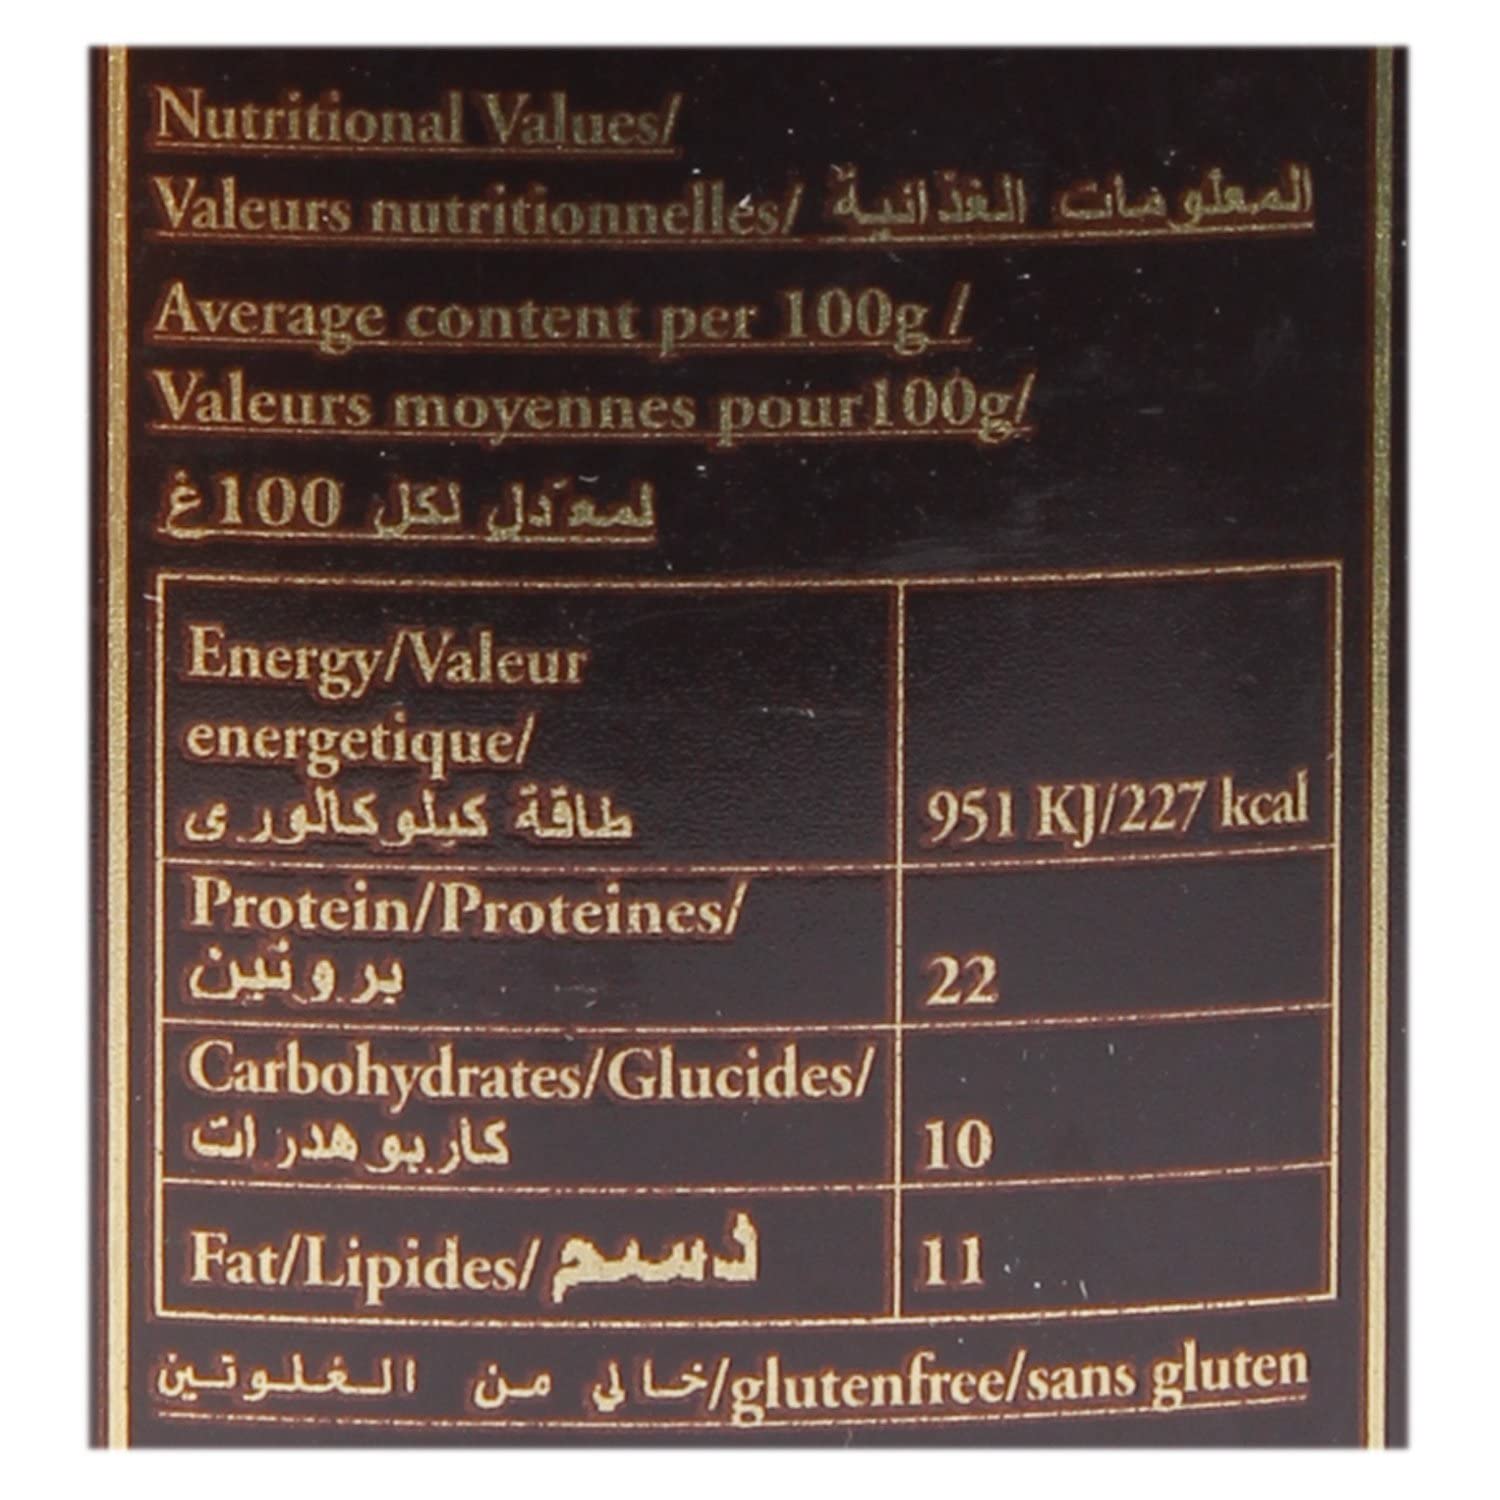 Nutritional Values/
Valeurs nutritionnelles/ المعلومات الغذائية
Average content per 100g /
Valeurs moyennes pour100g/
لمعدّل لكل 100غ
Energy/Valeur
energetique/
طاقة كيلوكالورى
951 KJ/227 kcal
Protein/Proteines/
بروتين
22
Carbohydrates/Glucides/
كاربوهدرات
10
Fat/Lipides/ دسم
11
خالي من الغلوتين/glutenfree/sans gluten